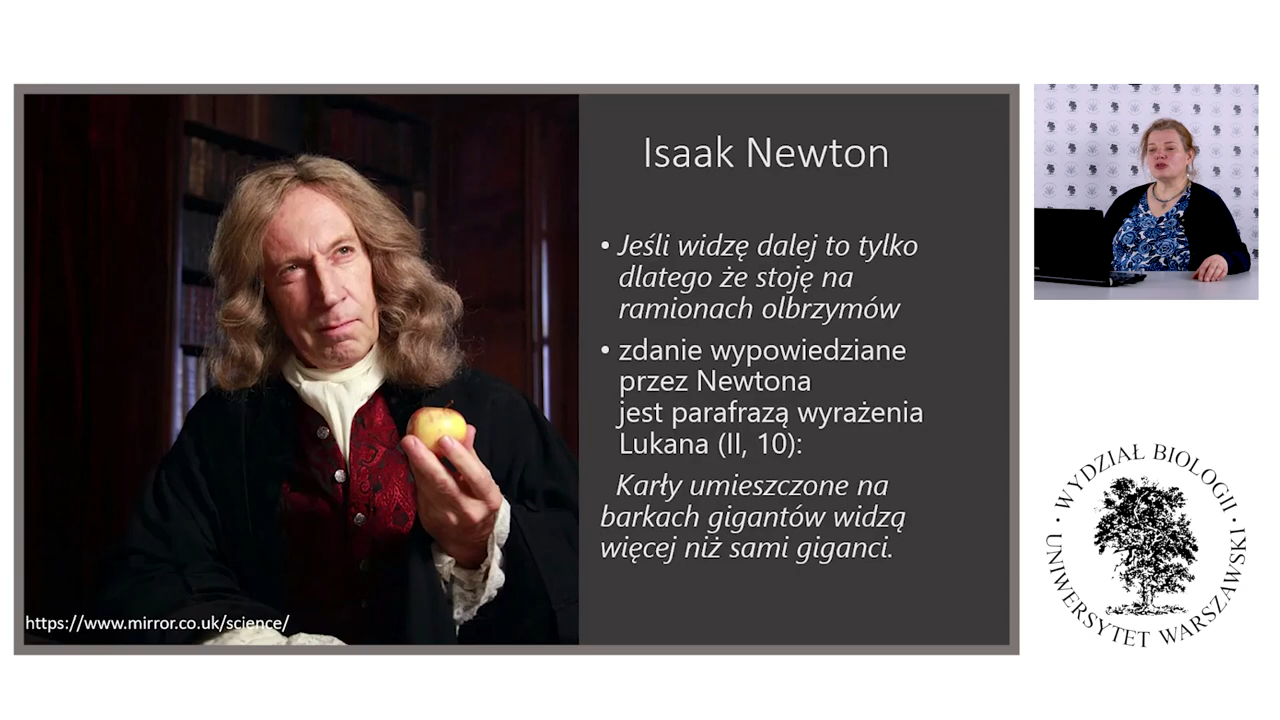 Isaak Newton
• Jeśli widzę dalej to tylko
dlatego że stoję na
ramionach olbrzymów
• zdanie wypowiedziane
przez Newtona
jest parafrazą wyrażenia
Lukana (II, 10):
Karły umieszczone na
barkach gigantów widzą
więcej niż sami giganci.
https://www.mirror.co.uk/science/
• WYDZIAŁ BIOLOGII •
UNIWERSYTET WARSZAWSKI